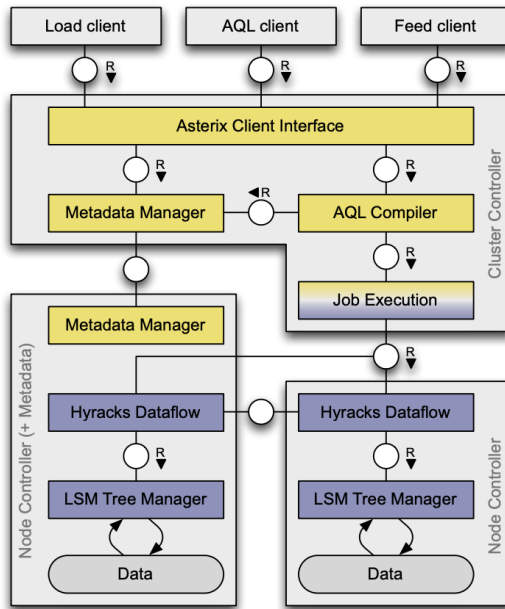 Load client
AQL client
Feed client
R
R
R
Asterix Client Interface
R
R
Metadata Manager
R
AQL Compiler
R
Cluster Controller
Job Execution
Metadata Manager
R
Node Controller (+ Metadata)
Hyracks Dataflow
Hyracks Dataflow
R
R
LSM Tree Manager
LSM Tree Manager
Node Controller
Data
Data